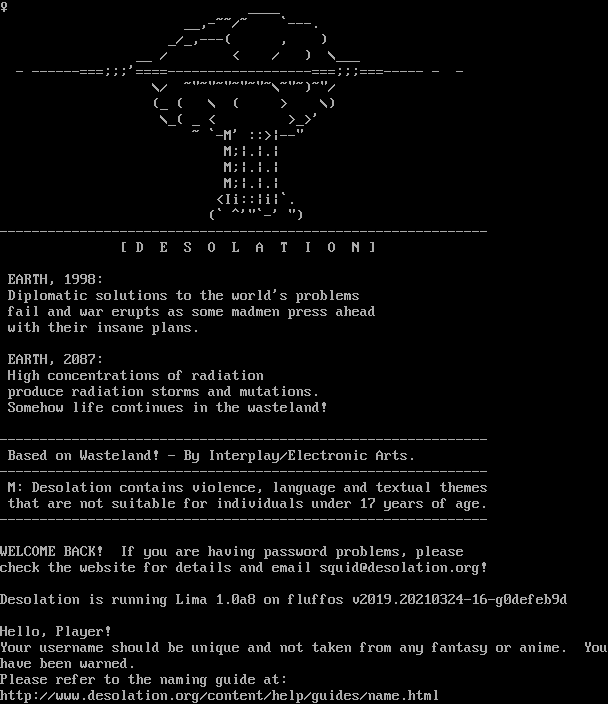 [ D E S O L A T I O N ]
EARTH, 1998:
Diplomatic solutions to the world's problems
fail and war erupts as some madmen press ahead
with their insane plans.
EARTH, 2087:
High concentrations of radiation
produce radiation storms and mutations.
Somehow life continues in the wasteland!
Based on Wasteland! - By Interplay/Electronic Arts.
M: Desolation contains violence, language and textual themes
that are not suitable for individuals under 17 years of age.
WELCOME BACK!  If you are having password problems, please
check the website for details and email squid@desolation.org!
Desolation is running Lima 1.0a8 on fluffos v2019.20210324-16-g0defeb9d
Hello, Player!
Your username should be unique and not taken from any fantasy or anime.  You
have been warned.
Please refer to the naming guide at:
http://www.desolation.org/content/help/guides/name.html